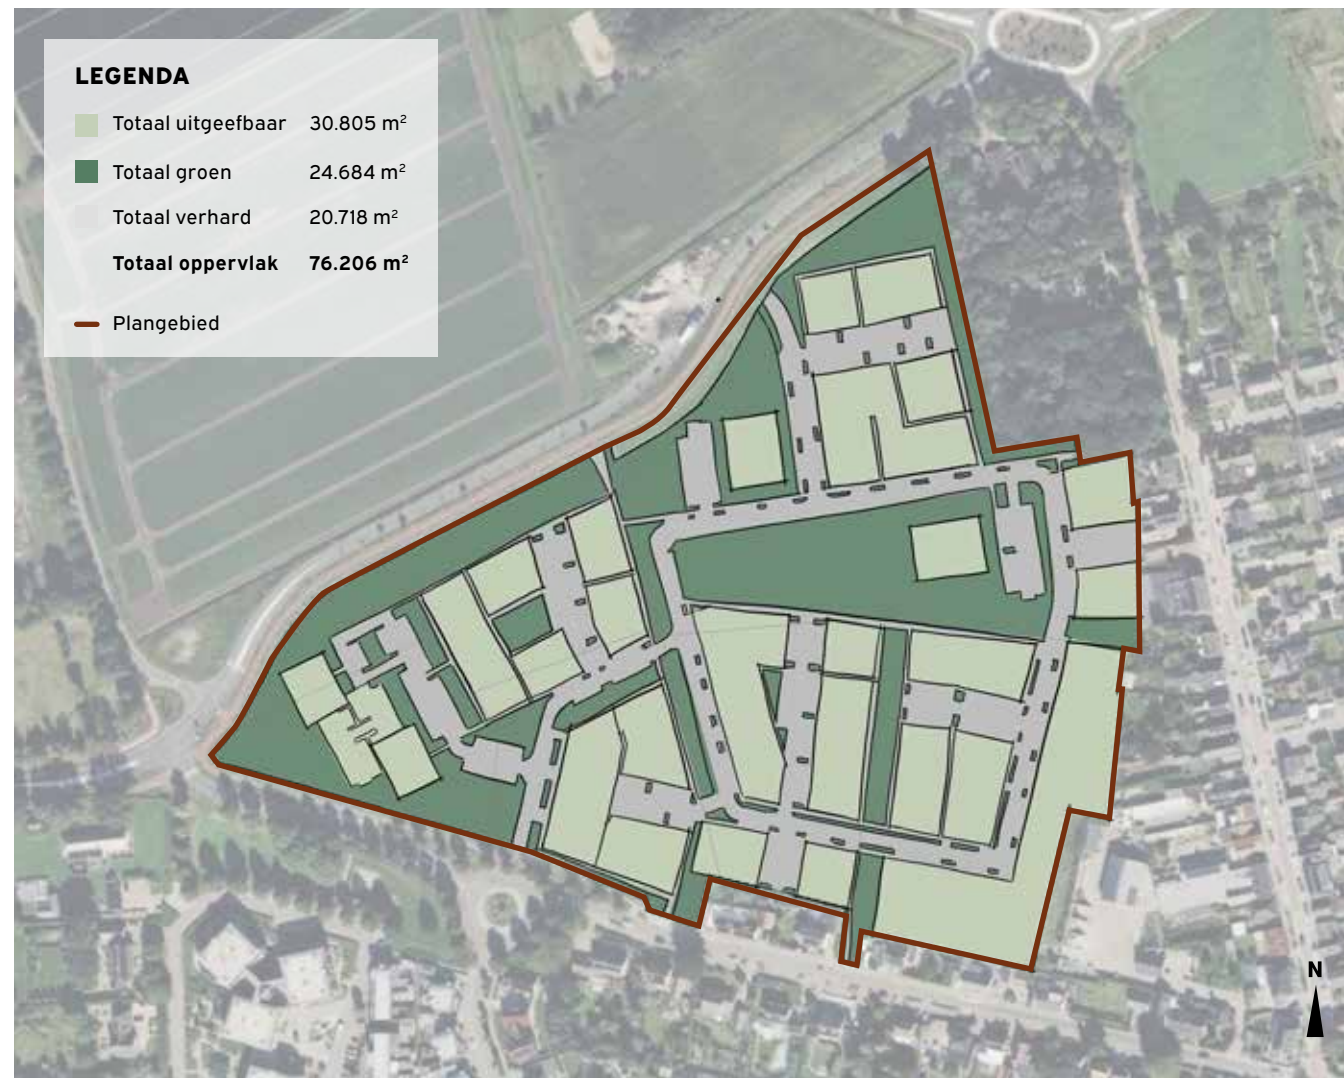 LEGENDA
Totaal uitgeefbaar 30.805 m²
Totaal groen 24.684 m²
Totaal verhard 20.718 m²
Totaal oppervlak 76.206 m²
Plangebied
N